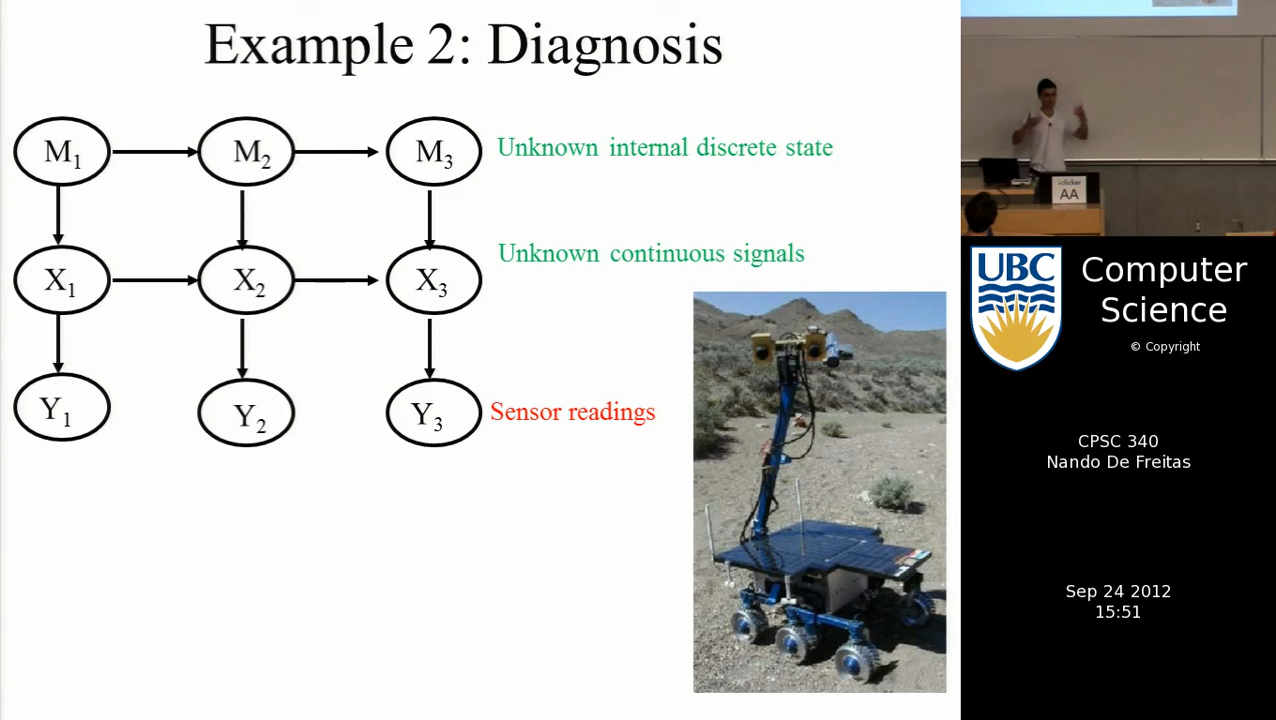 Example 2: Diagnosis
M1
M2
M3
Unknown internal discrete state
X1
X2
X3
Unknown continuous signals
Y1
Y2
Y3
Sensor readings
i-clicker
AA
UBC
Computer
Science
© Copyright
CPSC 340
Nando De Freitas
Sep 24 2012
15:51